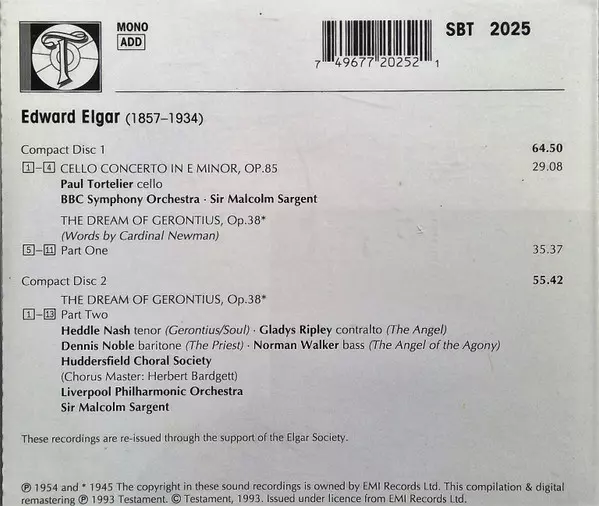 MONO
ADD
SBT 2025
7 49677 20252 1
T
Edward Elgar (1857–1934)
Compact Disc 1 64.50
1–4 CELLO CONCERTO IN E MINOR, OP.85 29.08
Paul Tortelier cello
BBC Symphony Orchestra · Sir Malcolm Sargent
THE DREAM OF GERONTIUS, Op.38*
(Words by Cardinal Newman)
5–11 Part One 35.37
Compact Disc 2 55.42
THE DREAM OF GERONTIUS, Op.38*
1–13 Part Two
Heddle Nash tenor (Gerontius/Soul) · Gladys Ripley contralto (The Angel)
Dennis Noble baritone (The Priest) · Norman Walker bass (The Angel of the Agony)
Huddersfield Choral Society
(Chorus Master: Herbert Bardgett)
Liverpool Philharmonic Orchestra
Sir Malcolm Sargent
These recordings are re-issued through the support of the Elgar Society.
℗ 1954 and * 1945 The copyright in these sound recordings is owned by EMI Records Ltd. This compilation & digital
remastering ℗ 1993 Testament. © Testament, 1993. Issued under licence from EMI Records Ltd.